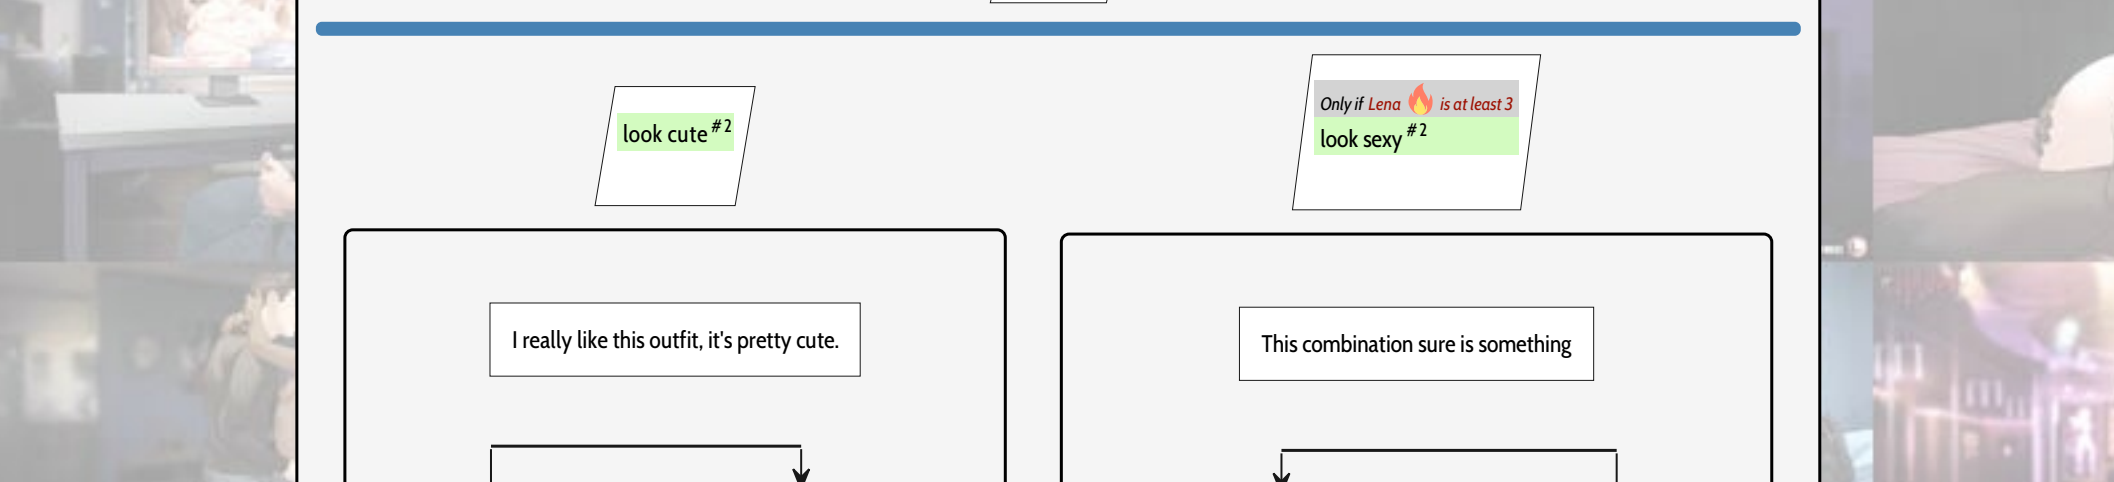 look cute #2
Only if Lena 🔥 is at least 3
look sexy #2
I really like this outfit, it's pretty cute.
This combination sure is something